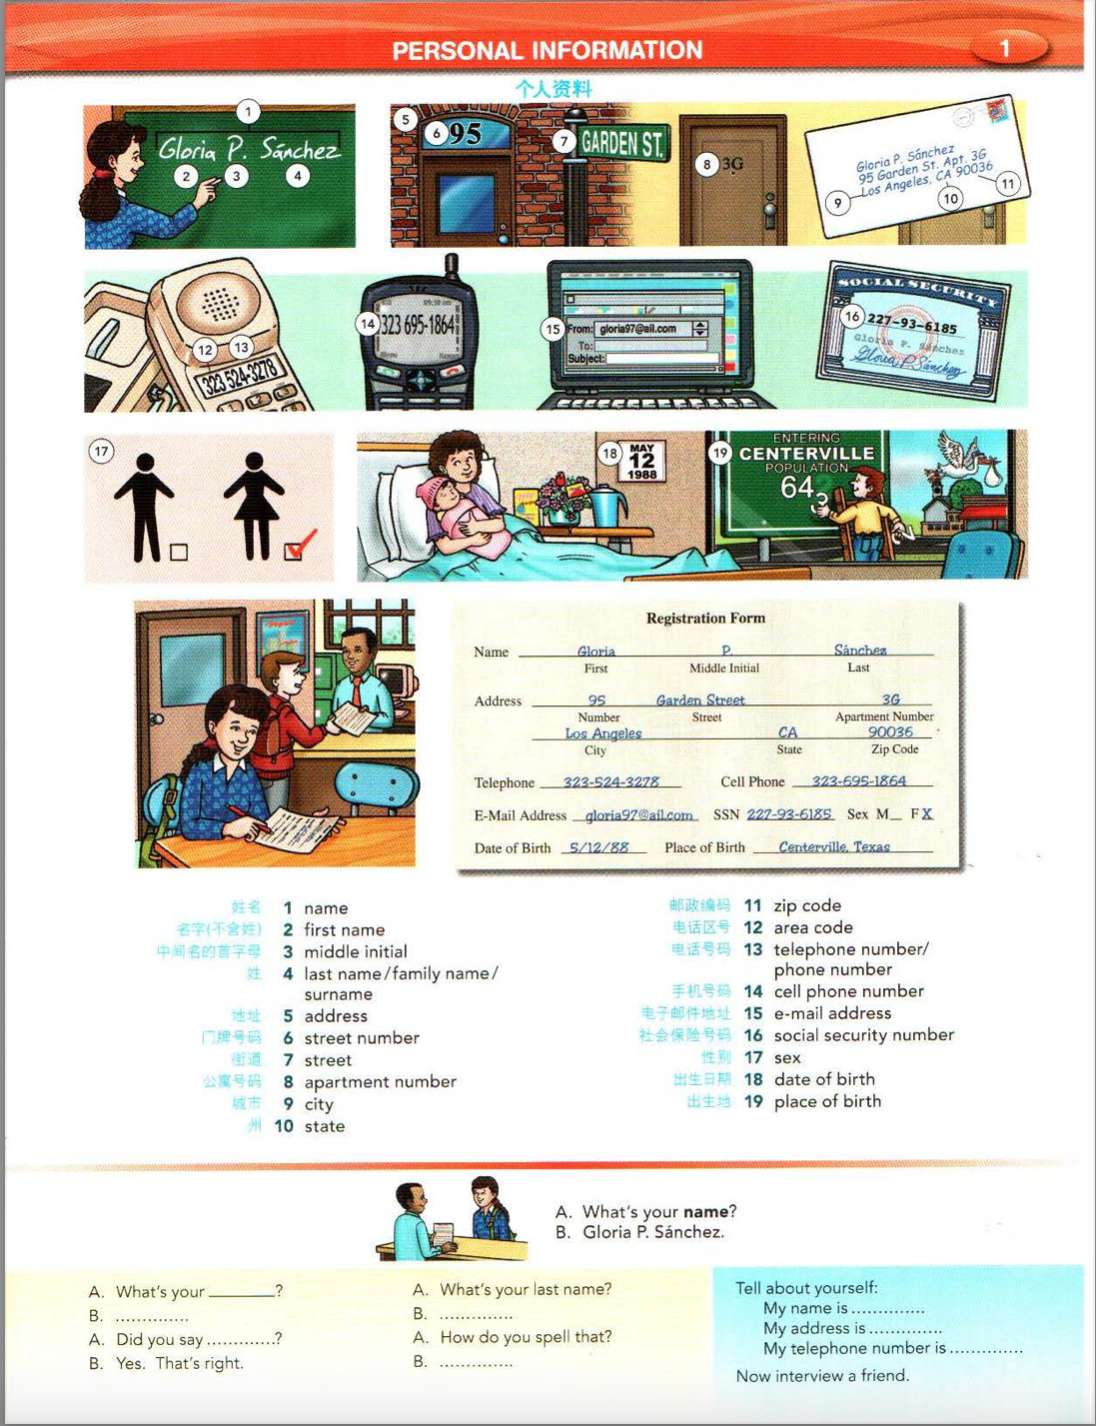 PERSONAL INFORMATION
1
个人资料
1
Gloria P. Sánchez
2
3
4
5
6
95
7
GARDEN ST.
8
3G
Gloria P. Sánchez
95 Garden St. Apt. 3G
Los Angeles, CA 90036
9
10
11
12
13
323 524-3278
14
323 695-1864
15
From: gloria97@ail.com
To:
Subject:
SOCIAL SECURITY
16
227-93-6185
Gloria P. Sánchez
Gloria P. Sánchez
17
18
MAY
12
1988
19
ENTERING
CENTERVILLE
POPULATION
64
Registration Form
Name Gloria P. Sánchez
First Middle Initial Last
Address 95 Garden Street 3G
Number Street Apartment Number
Los Angeles CA 90036
City State Zip Code
Telephone 323-524-3278 Cell Phone 323-695-1864
E-Mail Address gloria97@ail.com SSN 227-93-6185 Sex M_ F X
Date of Birth 5/12/88 Place of Birth Centerville, Texas
姓名 1 name
名字(不含姓) 2 first name
中间名的首字母 3 middle initial
姓 4 last name/family name/
surname
地址 5 address
门牌号码 6 street number
街道 7 street
公寓号码 8 apartment number
城市 9 city
州 10 state
邮政编码 11 zip code
电话区号 12 area code
电话号码 13 telephone number/
phone number
手机号码 14 cell phone number
电子邮件地址 15 e-mail address
社会保险号码 16 social security number
性别 17 sex
出生日期 18 date of birth
出生地 19 place of birth
A. What's your name?
B. Gloria P. Sánchez.
A. What's your ________?
B. ..............
A. Did you say .............?
B. Yes. That's right.
A. What's your last name?
B. ..............
A. How do you spell that?
B. ..............
Tell about yourself:
My name is ..............
My address is ..............
My telephone number is ..............
Now interview a friend.